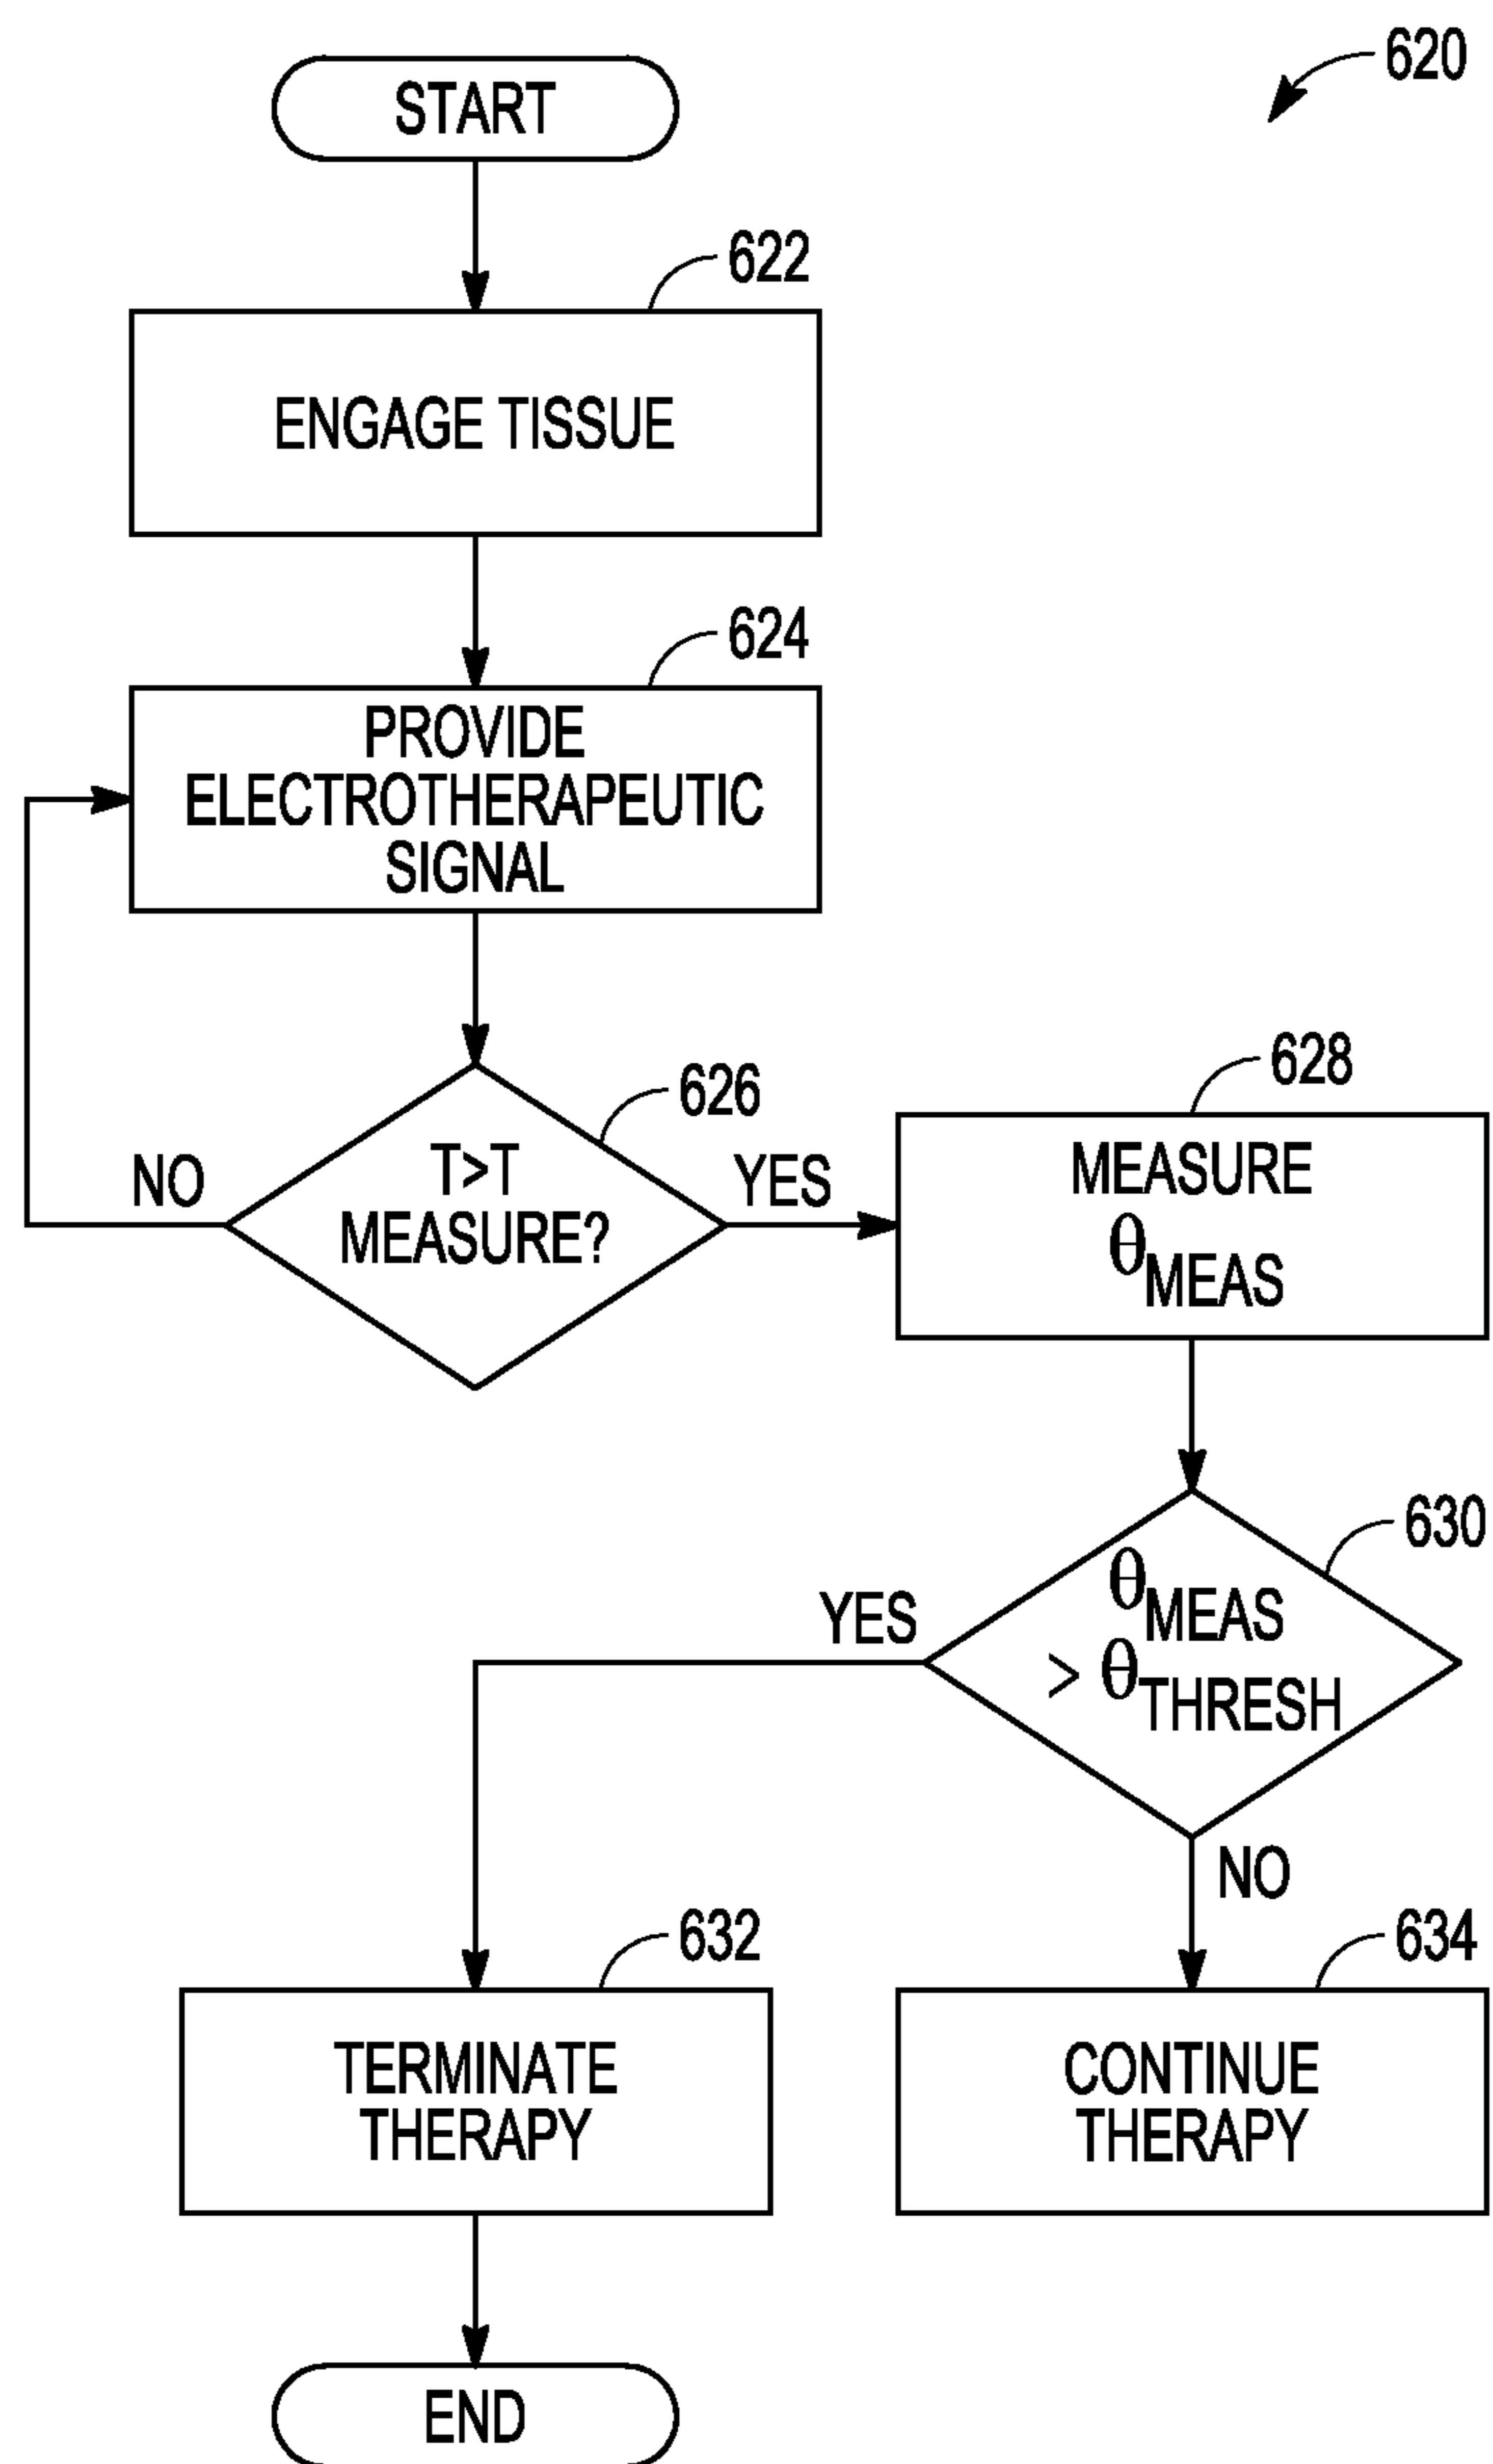 620
START
622
ENGAGE TISSUE
624
PROVIDE
ELECTROTHERAPEUTIC
SIGNAL
626
T>T
MEASURE?
NO
YES
628
MEASURE
θMEAS
630
θMEAS
> θTHRESH
YES
NO
632
TERMINATE
THERAPY
634
CONTINUE
THERAPY
END